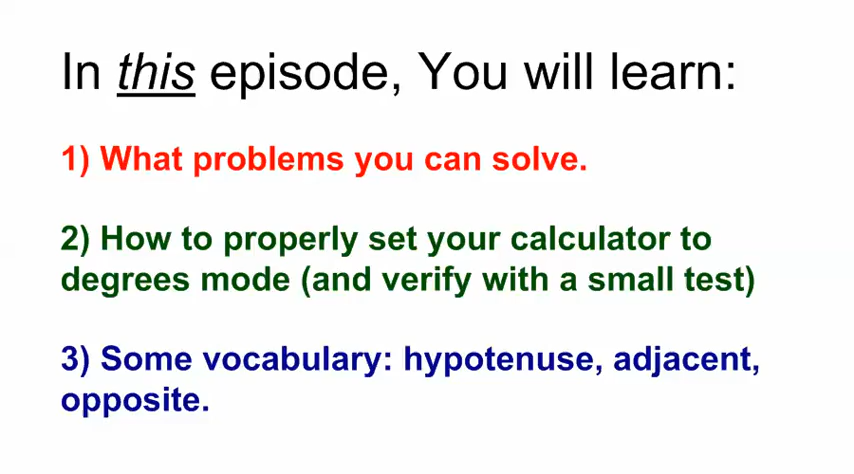 In this episode, You will learn:
1) What problems you can solve.
2) How to properly set your calculator to
degrees mode (and verify with a small test)
3) Some vocabulary: hypotenuse, adjacent,
opposite.